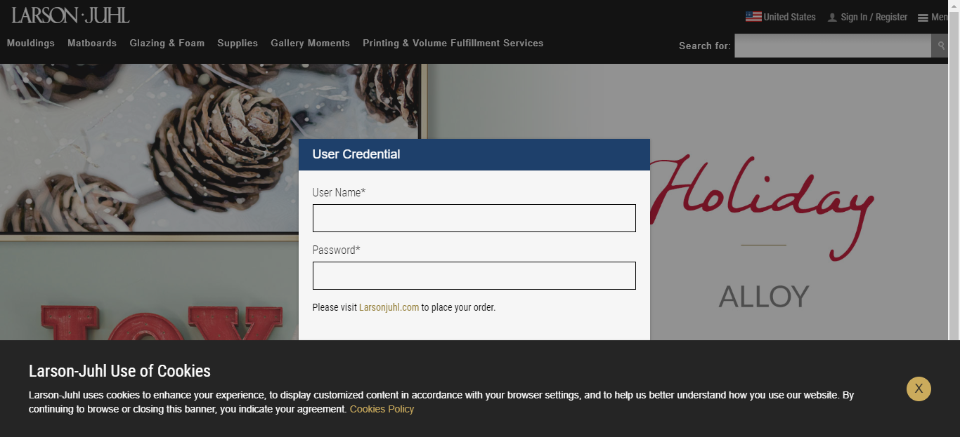 LARSON·JUHL
United States
Sign In / Register
Men
Mouldings Matboards Glazing & Foam Supplies Gallery Moments Printing & Volume Fulfillment Services
Search for:
User Credential
User Name*
Password*
Please visit Larsonjuhl.com to place your order.
Holiday
ALLOY
JOY
Larson-Juhl Use of Cookies
Larson-Juhl uses cookies to enhance your experience, to display customized content in accordance with your browser settings, and to help us better understand how you use our website. By
continuing to browse or closing this banner, you indicate your agreement. Cookies Policy
X